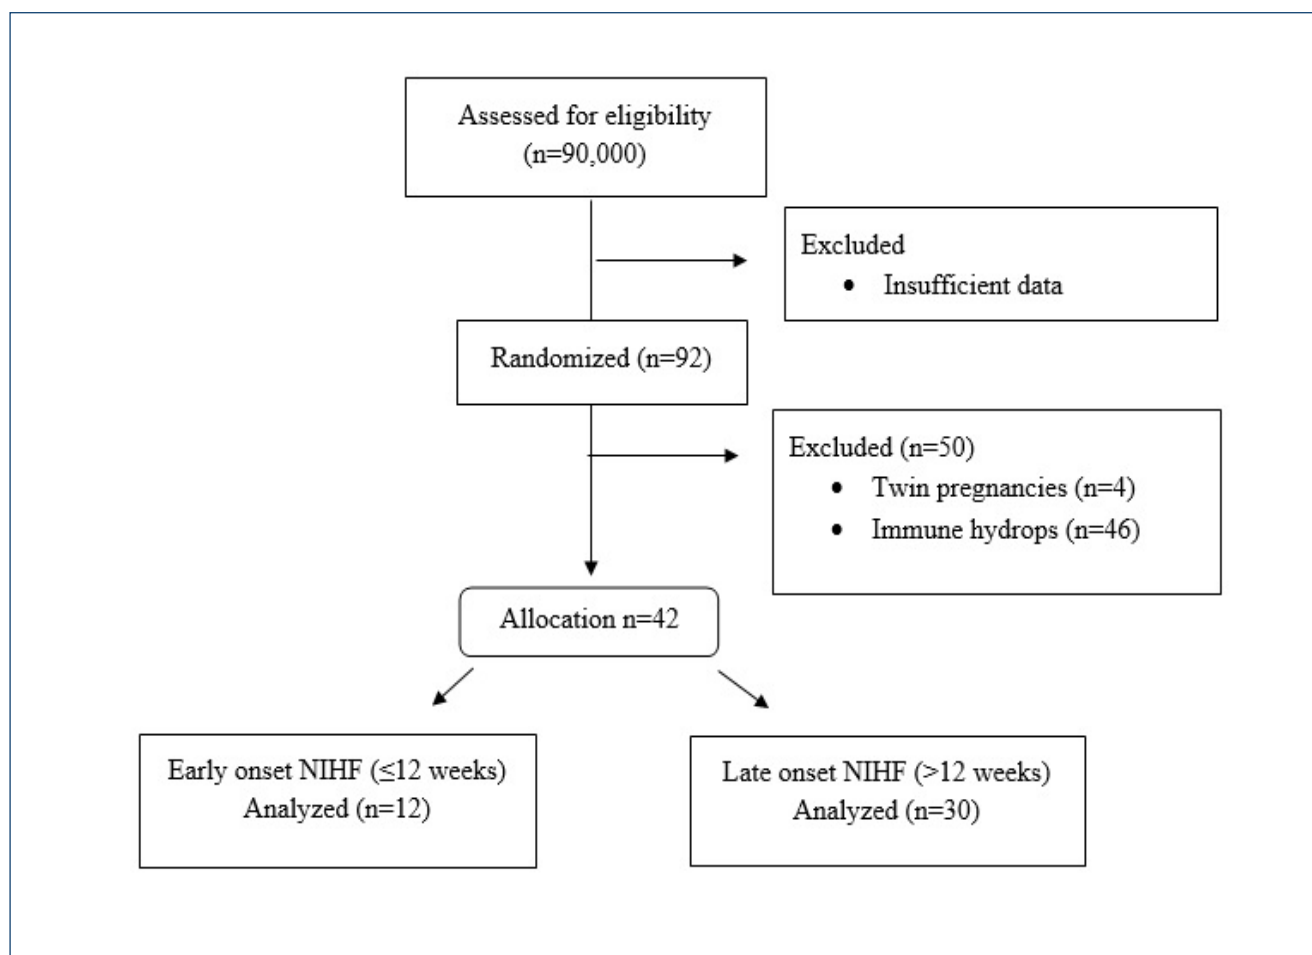 Assessed for eligibility
(n=90,000)
Excluded
• Insufficient data
Randomized (n=92)
Excluded (n=50)
• Twin pregnancies (n=4)
• Immune hydrops (n=46)
Allocation n=42
Early onset NIHF (≤12 weeks)
Analyzed (n=12)
Late onset NIHF (>12 weeks)
Analyzed (n=30)